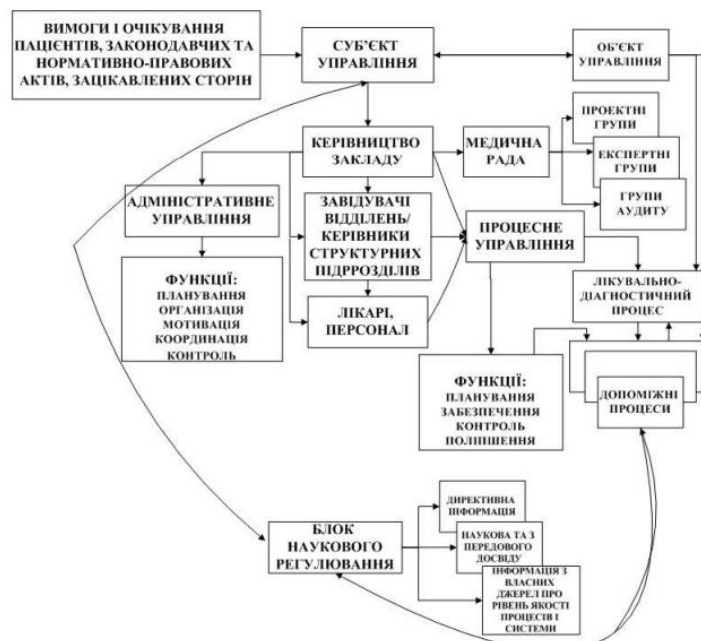 ВИМОГИ І ОЧІКУВАННЯ
ПАЦІЄНТІВ, ЗАКОНОДАВЧИХ ТА
НОРМАТИВНО-ПРАВОВИХ
АКТІВ, ЗАЦІКАВЛЕНИХ СТОРІН
СУБ'ЄКТ
УПРАВЛІННЯ
ОБ'ЄКТ
УПРАВЛІННЯ
КЕРІВНИЦТВО
ЗАКЛАДУ
МЕДИЧНА
РАДА
ПРОЕКТНІ
ГРУПИ
ЕКСПЕРТНІ
ГРУПИ
ГРУПИ
АУДИТУ
АДМІНІСТРАТИВНЕ
УПРАВЛІННЯ
ЗАВІДУВАЧІ
ВІДДІЛЕНЬ/
КЕРІВНИКИ
СТРУКТУРНИХ
ПІДРРОЗДІЛІВ
ПРОЦЕСНЕ
УПРАВЛІННЯ
ФУНКЦІЇ:
ПЛАНУВАННЯ
ОРГАНІЗАЦІЯ
МОТИВАЦІЯ
КООРДИНАЦІЯ
КОНТРОЛЬ
ЛІКАРІ,
ПЕРСОНАЛ
ЛІКУВАЛЬНО-
ДІАГНОСТИЧНИЙ
ПРОЦЕС
ФУНКЦІЇ:
ПЛАНУВАННЯ
ЗАБЕЗПЕЧЕННЯ
КОНТРОЛЬ
ПОЛІПШЕННЯ
ДОПОМІЖНІ
ПРОЦЕСИ
БЛОК
НАУКОВОГО
РЕГУЛЮВАННЯ
ДИРЕКТИВНА
ІНФОРМАЦІЯ
НАУКОВА ТА З
ПЕРЕДОВОГО
ДОСВІДУ
ІНФОРМАЦІЯ З
ВЛАСНИХ
ДЖЕРЕЛ ПРО
РІВЕНЬ ЯКОСТІ
ПРОЦЕСІВ І
СИСТЕМИ